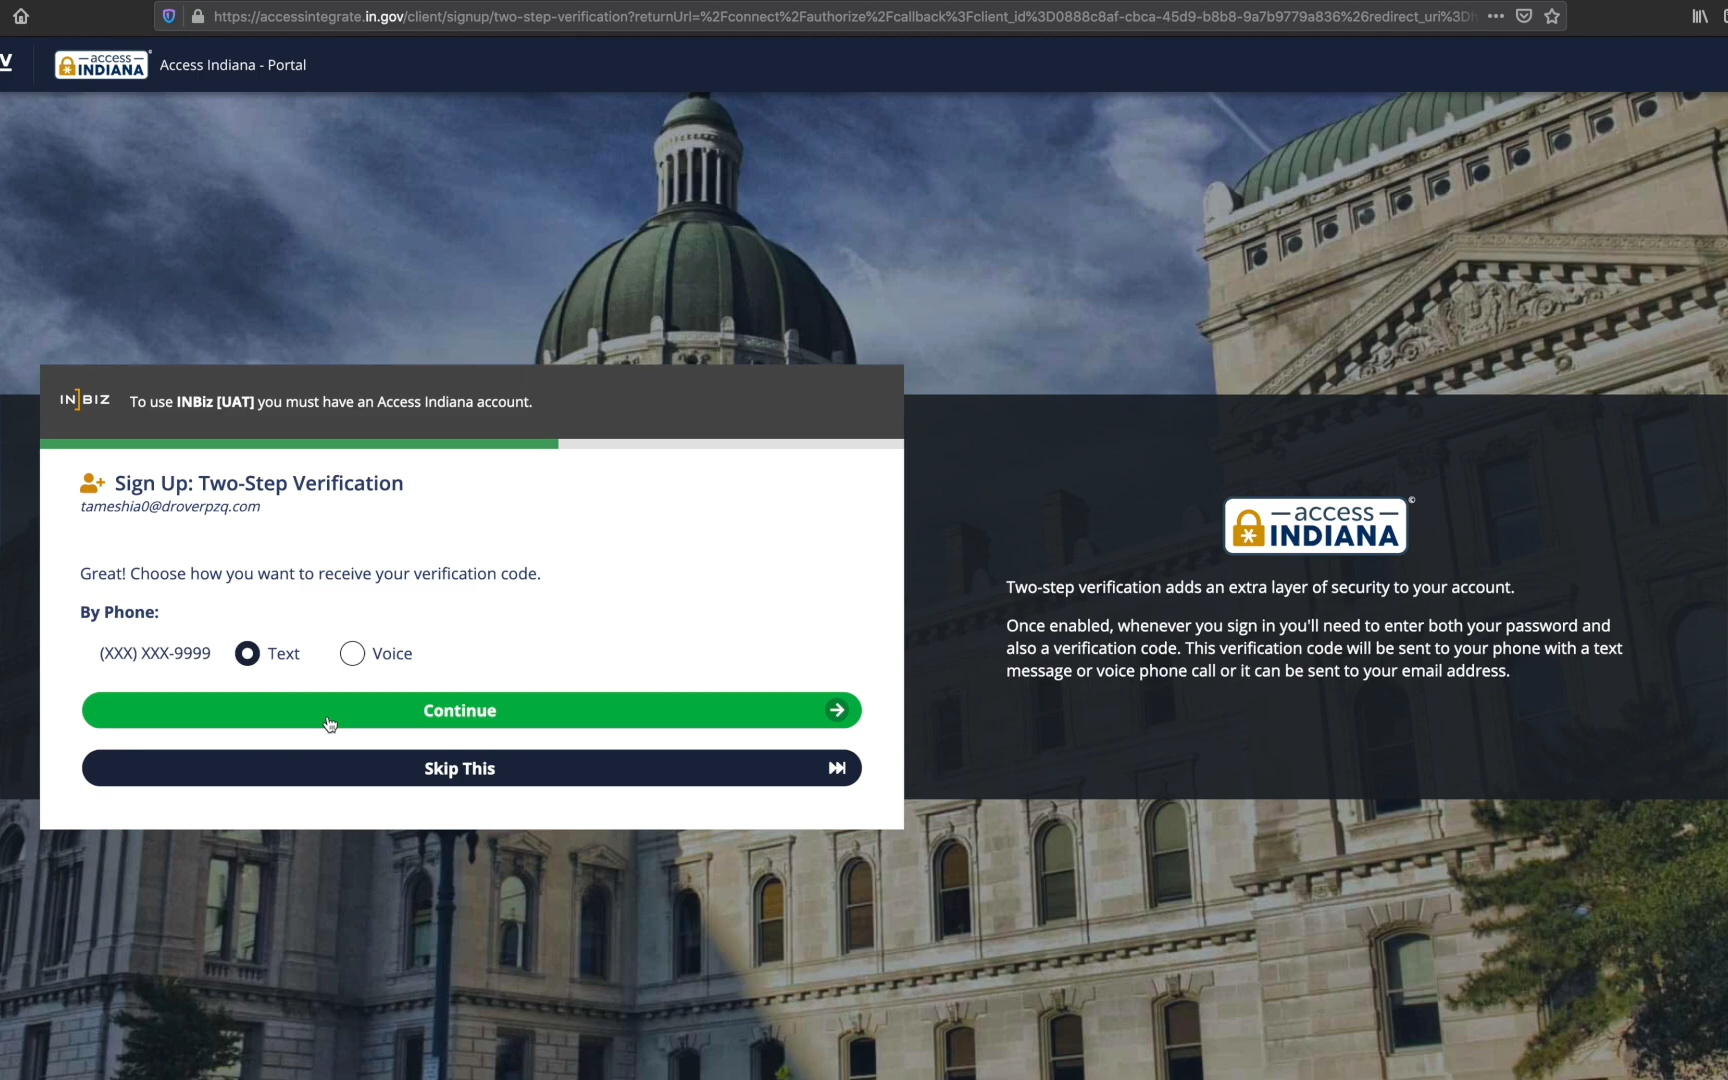 https://accessintegrate.in.gov/client/signup/two-step-verification?returnUrl=%2Fconnect%2Fauthorize%2Fcallback%3Fclient_id%3D0888c8af-cbca-45d9-b8b8-9a7b9779a836%26redirect_uri%3D
access INDIANA Access Indiana - Portal
IN]BIZ To use INBiz [UAT] you must have an Access Indiana account.
Sign Up: Two-Step Verification
tameshia0@droverpzq.com
Great! Choose how you want to receive your verification code.
By Phone:
(XXX) XXX-9999 Text Voice
Continue
Skip This
access
INDIANA
©
Two-step verification adds an extra layer of security to your account.
Once enabled, whenever you sign in you'll need to enter both your password and
also a verification code. This verification code will be sent to your phone with a text
message or voice phone call or it can be sent to your email address.